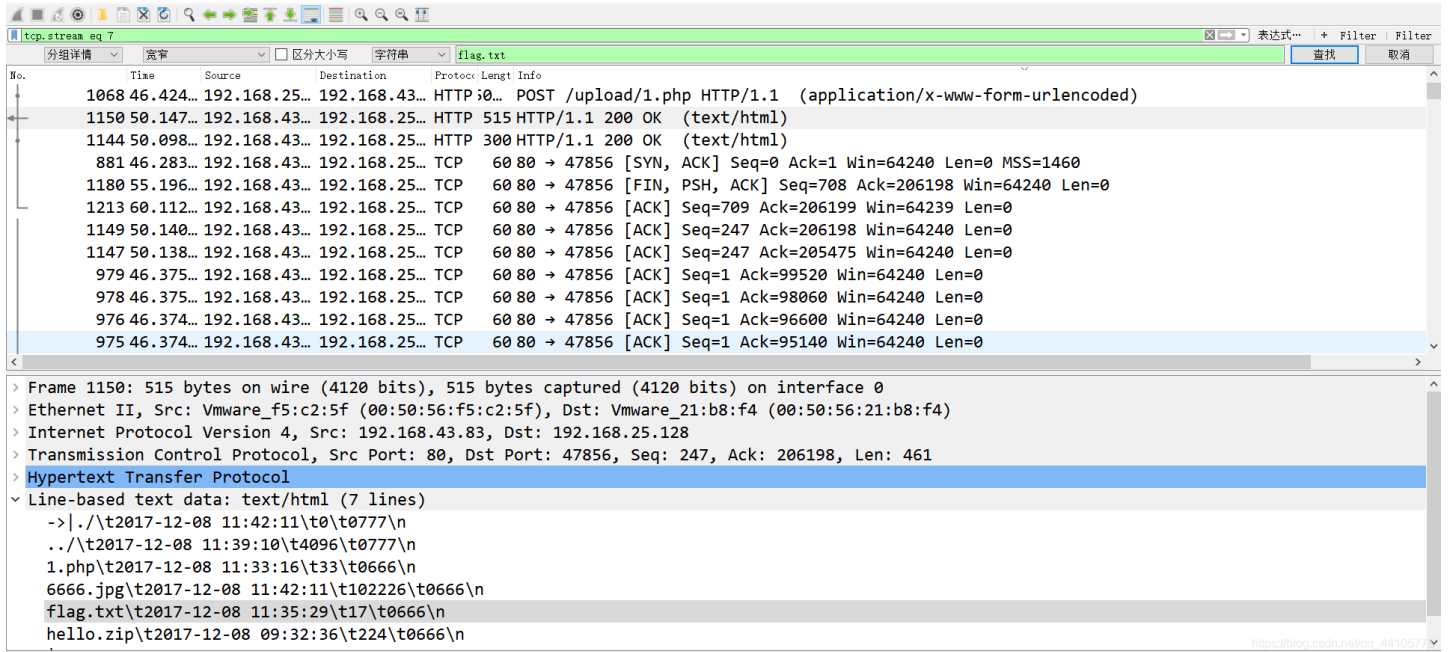 tcp.stream eq 7 表达式… + Filter Filter
分组详情 宽窄 区分大小写 字符串 flag.txt 查找 取消
No. Time Source Destination Protocc Lengt Info
1068 46.424… 192.168.25… 192.168.43… HTTP 50… POST /upload/1.php HTTP/1.1 (application/x-www-form-urlencoded)
1150 50.147… 192.168.43… 192.168.25… HTTP 515 HTTP/1.1 200 OK (text/html)
1144 50.098… 192.168.43… 192.168.25… HTTP 300 HTTP/1.1 200 OK (text/html)
881 46.283… 192.168.43… 192.168.25… TCP 60 80 → 47856 [SYN, ACK] Seq=0 Ack=1 Win=64240 Len=0 MSS=1460
1180 55.196… 192.168.43… 192.168.25… TCP 60 80 → 47856 [FIN, PSH, ACK] Seq=708 Ack=206198 Win=64240 Len=0
1213 60.112… 192.168.43… 192.168.25… TCP 60 80 → 47856 [ACK] Seq=709 Ack=206199 Win=64239 Len=0
1149 50.140… 192.168.43… 192.168.25… TCP 60 80 → 47856 [ACK] Seq=247 Ack=206198 Win=64240 Len=0
1147 50.138… 192.168.43… 192.168.25… TCP 60 80 → 47856 [ACK] Seq=247 Ack=205475 Win=64240 Len=0
979 46.375… 192.168.43… 192.168.25… TCP 60 80 → 47856 [ACK] Seq=1 Ack=99520 Win=64240 Len=0
978 46.375… 192.168.43… 192.168.25… TCP 60 80 → 47856 [ACK] Seq=1 Ack=98060 Win=64240 Len=0
976 46.374… 192.168.43… 192.168.25… TCP 60 80 → 47856 [ACK] Seq=1 Ack=96600 Win=64240 Len=0
975 46.374… 192.168.43… 192.168.25… TCP 60 80 → 47856 [ACK] Seq=1 Ack=95140 Win=64240 Len=0
Frame 1150: 515 bytes on wire (4120 bits), 515 bytes captured (4120 bits) on interface 0
Ethernet II, Src: Vmware_f5:c2:5f (00:50:56:f5:c2:5f), Dst: Vmware_21:b8:f4 (00:50:56:21:b8:f4)
Internet Protocol Version 4, Src: 192.168.43.83, Dst: 192.168.25.128
Transmission Control Protocol, Src Port: 80, Dst Port: 47856, Seq: 247, Ack: 206198, Len: 461
Hypertext Transfer Protocol
Line-based text data: text/html (7 lines)
->|./\t2017-12-08 11:42:11\t0\t0777\n
../\t2017-12-08 11:39:10\t4096\t0777\n
1.php\t2017-12-08 11:33:16\t33\t0666\n
6666.jpg\t2017-12-08 11:42:11\t102226\t0666\n
flag.txt\t2017-12-08 11:35:29\t17\t0666\n
hello.zip\t2017-12-08 09:32:36\t224\t0666\n